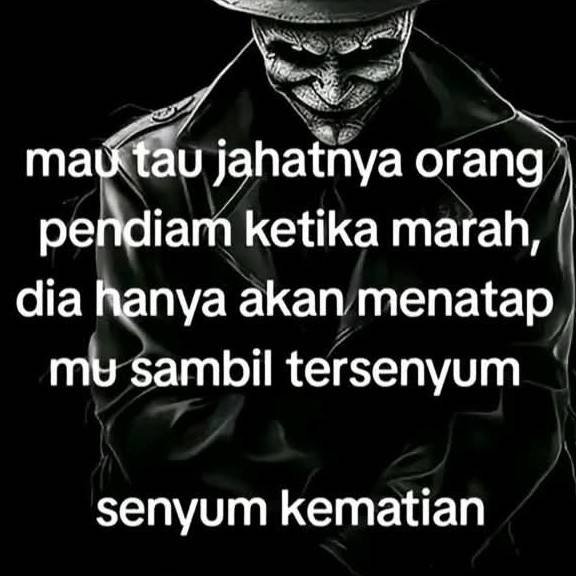 mau tau jahatnya orang
pendiam ketika marah,
dia hanya akan menatap
mu sambil tersenyum
senyum kematian